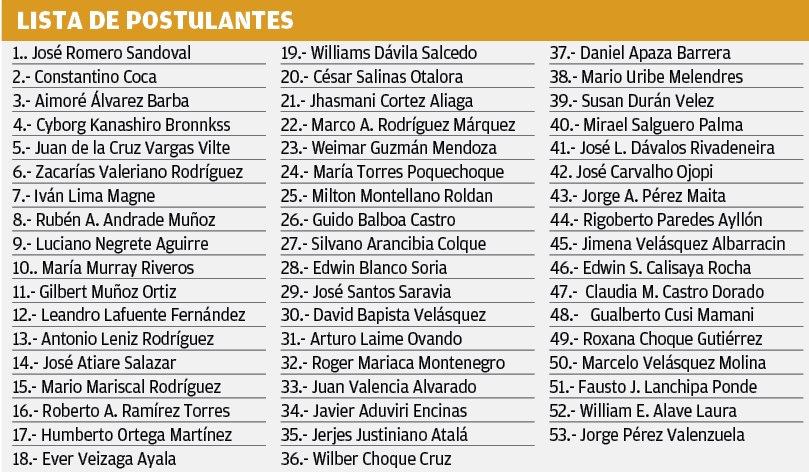 LISTA DE POSTULANTES
1.. José Romero Sandoval
2.- Constantino Coca
3.- Aimoré Álvarez Barba
4.- Cyborg Kanashiro Bronnkss
5.- Juan de la Cruz Vargas Vilte
6.- Zacarías Valeriano Rodríguez
7.- Iván Lima Magne
8.- Rubén A. Andrade Muñoz
9.- Luciano Negrete Aguirre
10.. María Murray Riveros
11.- Gilbert Muñoz Ortiz
12.- Leandro Lafuente Fernández
13.- Antonio Leniz Rodríguez
14.- José Atiare Salazar
15.- Mario Mariscal Rodríguez
16.- Roberto A. Ramírez Torres
17.- Humberto Ortega Martínez
18.- Ever Veizaga Ayala
19.- Williams Dávila Salcedo
20.- César Salinas Otalora
21.- Jhasmani Cortez Aliaga
22.- Marco A. Rodríguez Márquez
23.- Weimar Guzmán Mendoza
24.- María Torres Poquechoque
25.- Milton Montellano Roldan
26.- Guido Balboa Castro
27.- Silvano Arancibia Colque
28.- Edwin Blanco Soria
29.- José Santos Saravia
30.- David Bapista Velásquez
31.- Arturo Laime Ovando
32.- Roger Mariaca Montenegro
33.- Juan Valencia Alvarado
34.- Javier Aduviri Encinas
35.- Jerjes Justiniano Atalá
36.- Wilber Choque Cruz
37.- Daniel Apaza Barrera
38.- Mario Uribe Melendres
39.- Susan Durán Velez
40.- Mirael Salguero Palma
41.- José L. Dávalos Rivadeneira
42. José Carvalho Ojopi
43.- Jorge A. Pérez Maita
44.- Rigoberto Paredes Ayllón
45.- Jimena Velásquez Albarracin
46.- Edwin S. Calisaya Rocha
47.- Claudia M. Castro Dorado
48.- Gualberto Cusi Mamani
49.- Roxana Choque Gutiérrez
50.- Marcelo Velásquez Molina
51.- Fausto J. Lanchipa Ponde
52.- William E. Alave Laura
53.- Jorge Pérez Valenzuela